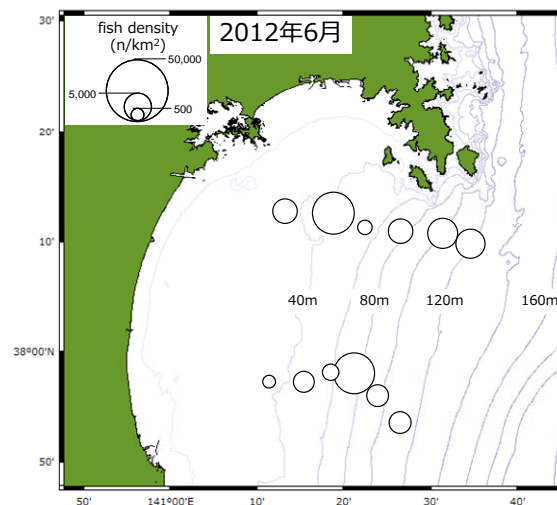 fish density
(n/km²)
50,000
5,000
500
2012年6月
30'
20'
10'
40m 80m 120m 160m
38°00'N
50'
50' 141°00'E 10' 20' 30' 40'